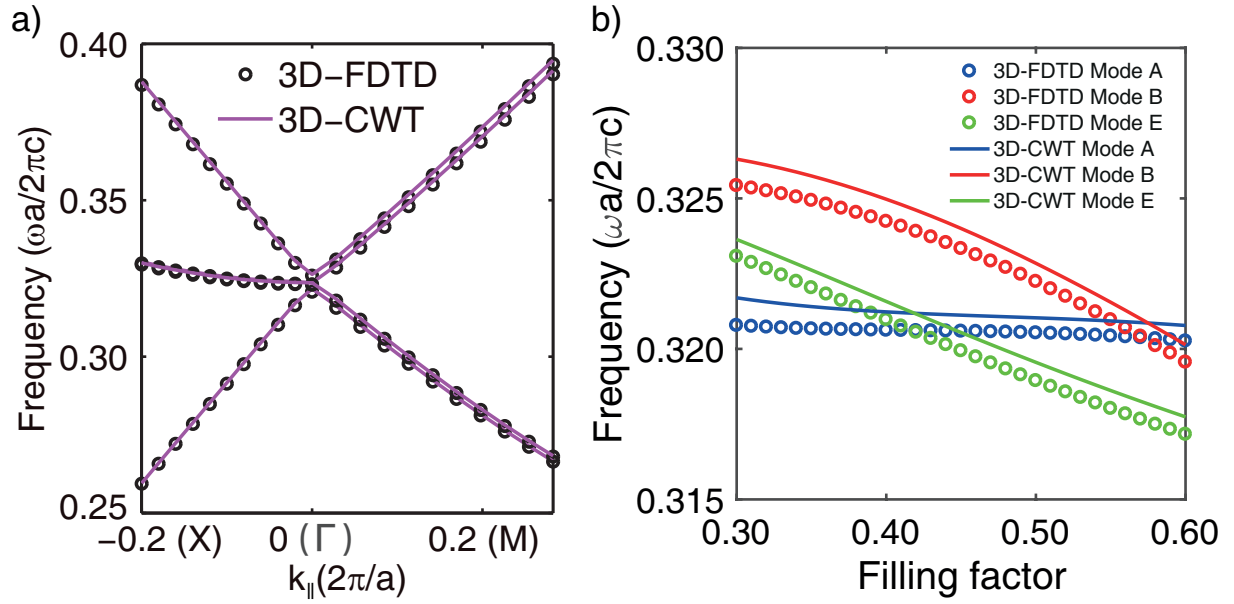 a)
0.40
3D−FDTD
3D−CWT
0.35
0.30
0.25
Frequency (ωa/2πc)
−0.2 (X)
0 (Γ)
0.2 (M)
k∥(2π/a)
b)
0.330
3D-FDTD Mode A
3D-FDTD Mode B
3D-FDTD Mode E
3D-CWT Mode A
3D-CWT Mode B
3D-CWT Mode E
0.325
0.320
0.315
Frequency (ωa/2πc)
0.30
0.40
0.50
0.60
Filling factor